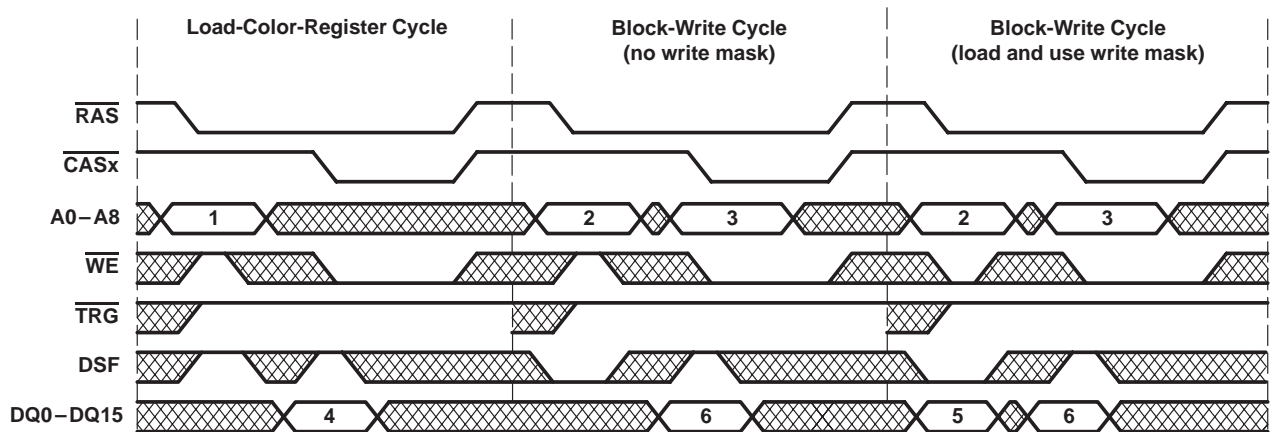 Load-Color-Register Cycle
Block-Write Cycle
(no write mask)
Block-Write Cycle
(load and use write mask)
RAS
CASx
A0–A8
1
2
3
2
3
WE
TRG
DSF
DQ0–DQ15
4
6
5
6